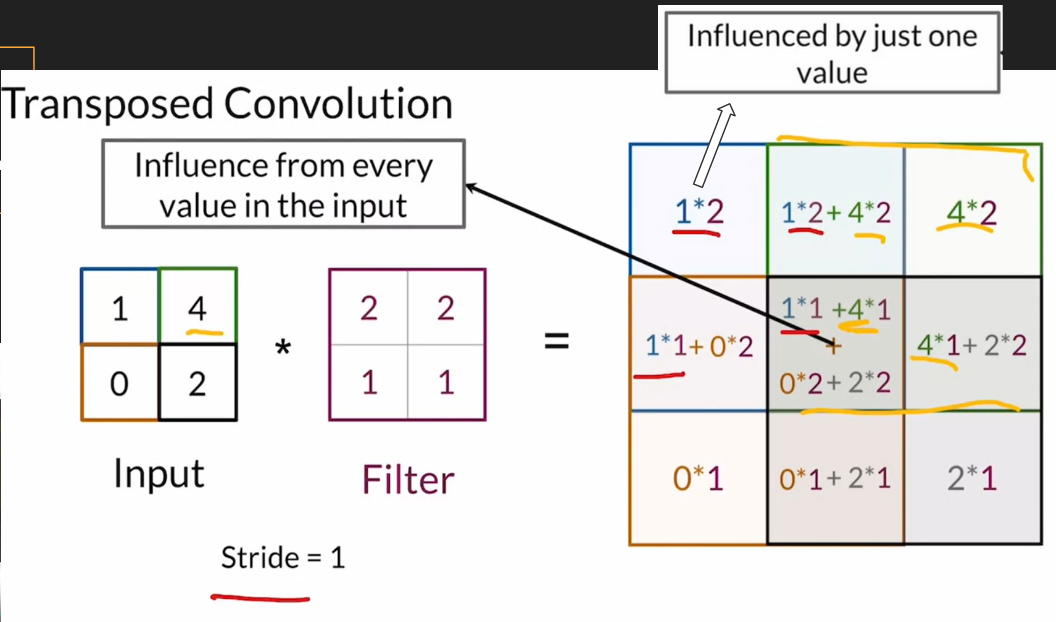 Influenced by just one
value
Transposed Convolution
Influence from every
value in the input
1 4
0 2
*
2 2
1 1
=
1*2 1*2+ 4*2 4*2
1*1+ 0*2 1*1 +4*1
+
0*2+ 2*2 4*1+ 2*2
0*1 0*1+ 2*1 2*1
Input
Filter
Stride = 1